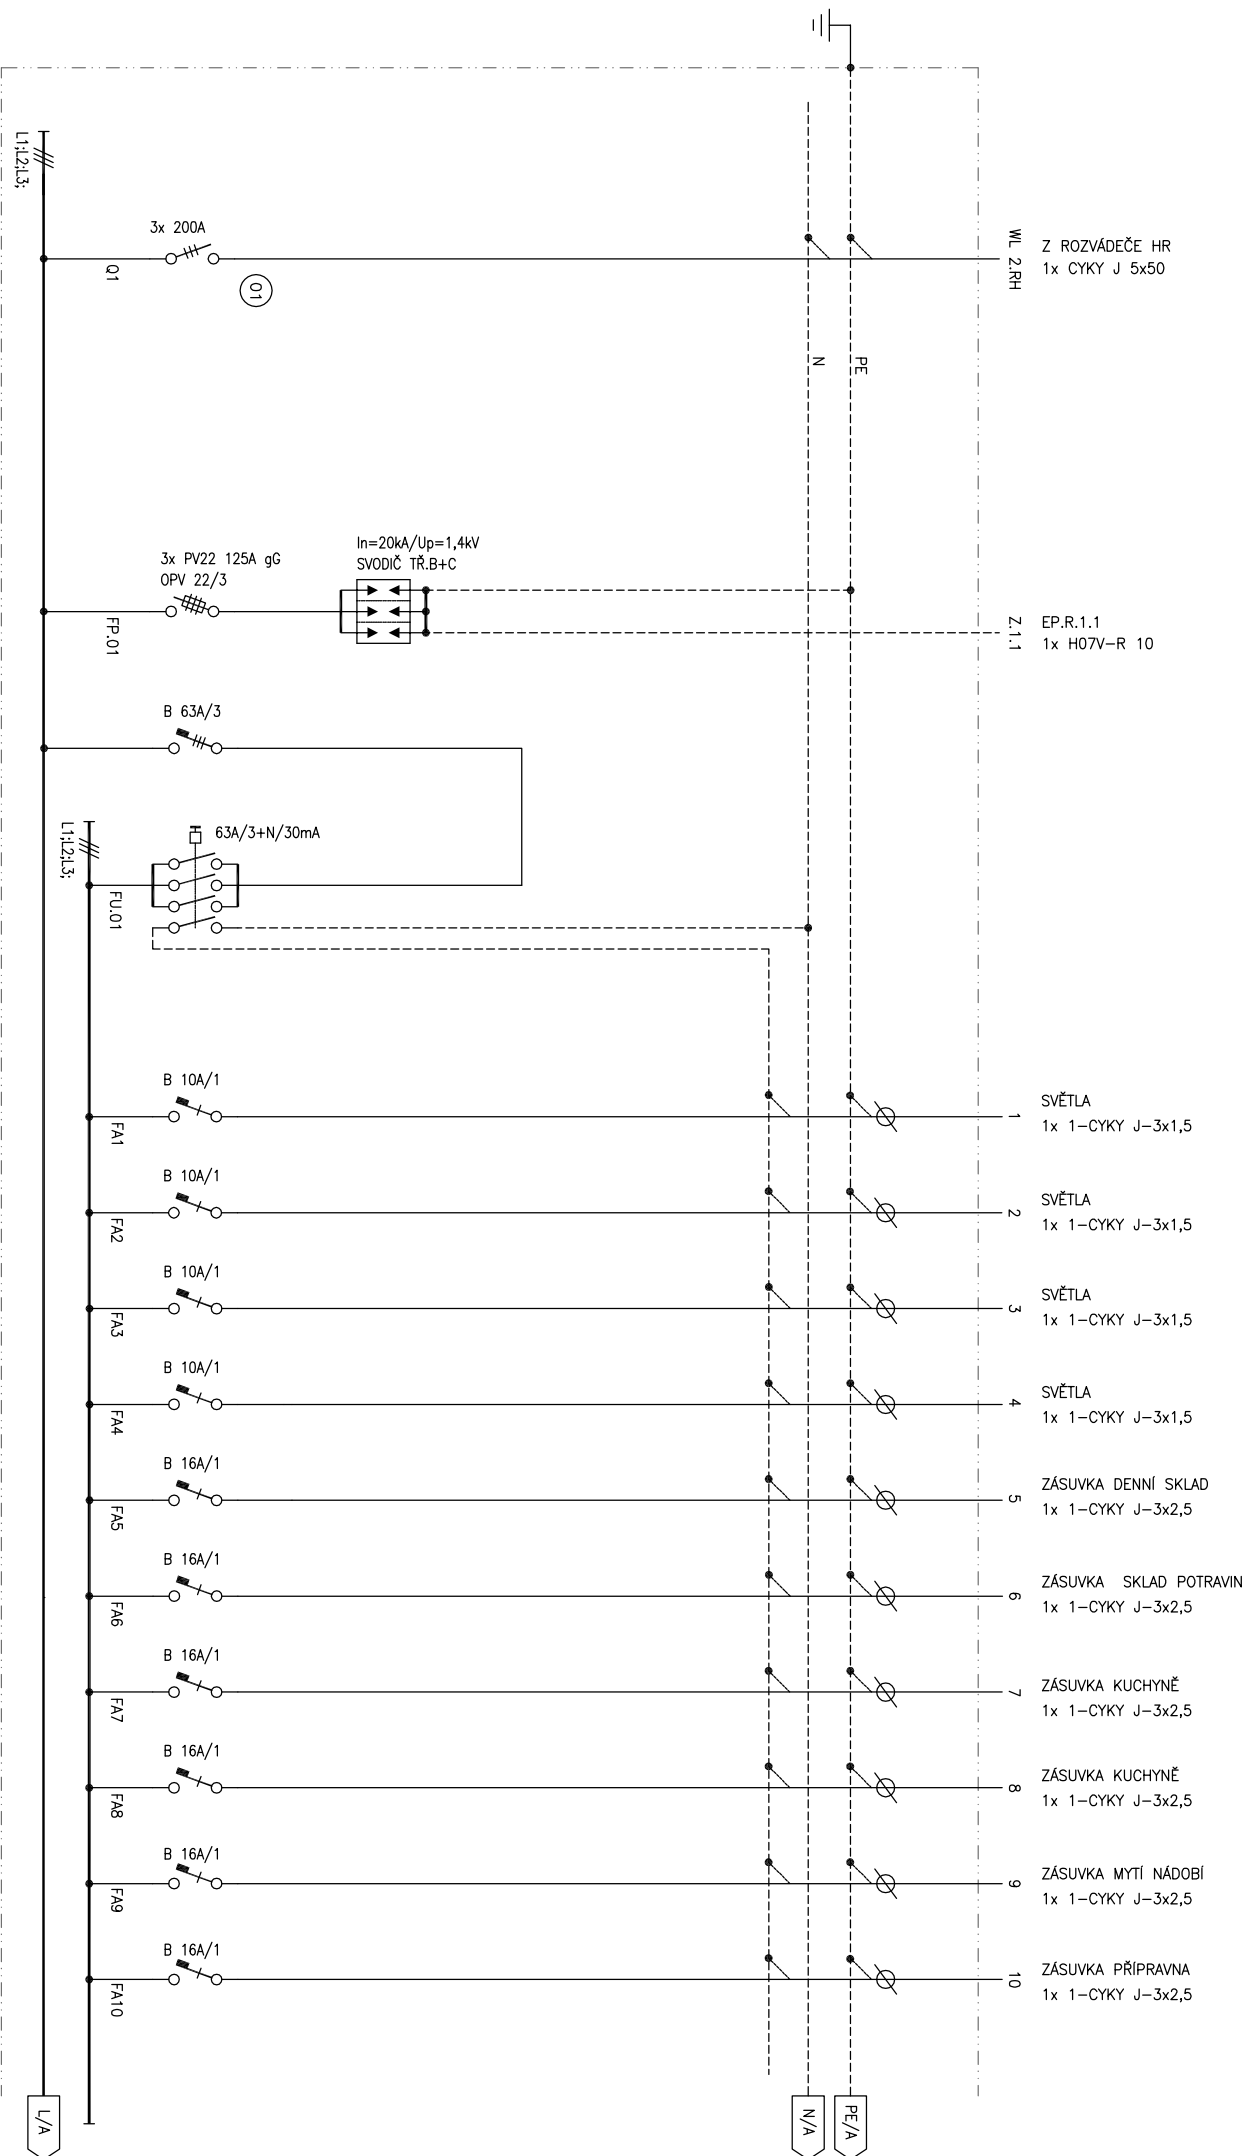 L1;L2;L3;
3x 200A
Q1
01
WL 2.RH
Z ROZVÁDEČE HR
1x CYKY J 5x50
N
PE
3x PV22 125A gG
OPV 22/3
FP.01
In=20kA/Up=1,4kV
SVODIČ TŘ.B+C
Z.1.1
EP.R.1.1
1x H07V-R 10
B 63A/3
L1;L2;L3;
63A/3+N/30mA
FU.01
B 10A/1
FA1
1
SVĚTLA
1x 1-CYKY J-3x1,5
B 10A/1
FA2
2
SVĚTLA
1x 1-CYKY J-3x1,5
B 10A/1
FA3
3
SVĚTLA
1x 1-CYKY J-3x1,5
B 10A/1
FA4
4
SVĚTLA
1x 1-CYKY J-3x1,5
B 16A/1
FA5
5
ZÁSUVKA DENNÍ SKLAD
1x 1-CYKY J-3x2,5
B 16A/1
FA6
6
ZÁSUVKA SKLAD POTRAVIN
1x 1-CYKY J-3x2,5
B 16A/1
FA7
7
ZÁSUVKA KUCHYNĚ
1x 1-CYKY J-3x2,5
B 16A/1
FA8
8
ZÁSUVKA KUCHYNĚ
1x 1-CYKY J-3x2,5
B 16A/1
FA9
9
ZÁSUVKA MYTÍ NÁDOBÍ
1x 1-CYKY J-3x2,5
B 16A/1
FA10
10
ZÁSUVKA PŘÍPRAVNA
1x 1-CYKY J-3x2,5
L/A
N/A
PE/A